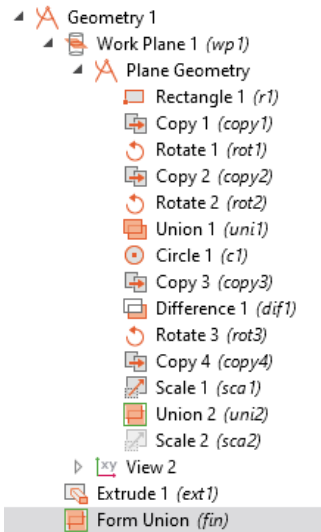 Geometry 1
Work Plane 1 (wp1)
Plane Geometry
Rectangle 1 (r1)
Copy 1 (copy1)
Rotate 1 (rot1)
Copy 2 (copy2)
Rotate 2 (rot2)
Union 1 (uni1)
Circle 1 (c1)
Copy 3 (copy3)
Difference 1 (dif1)
Rotate 3 (rot3)
Copy 4 (copy4)
Scale 1 (sca1)
Union 2 (uni2)
Scale 2 (sca2)
xy View 2
Extrude 1 (ext1)
Form Union (fin)